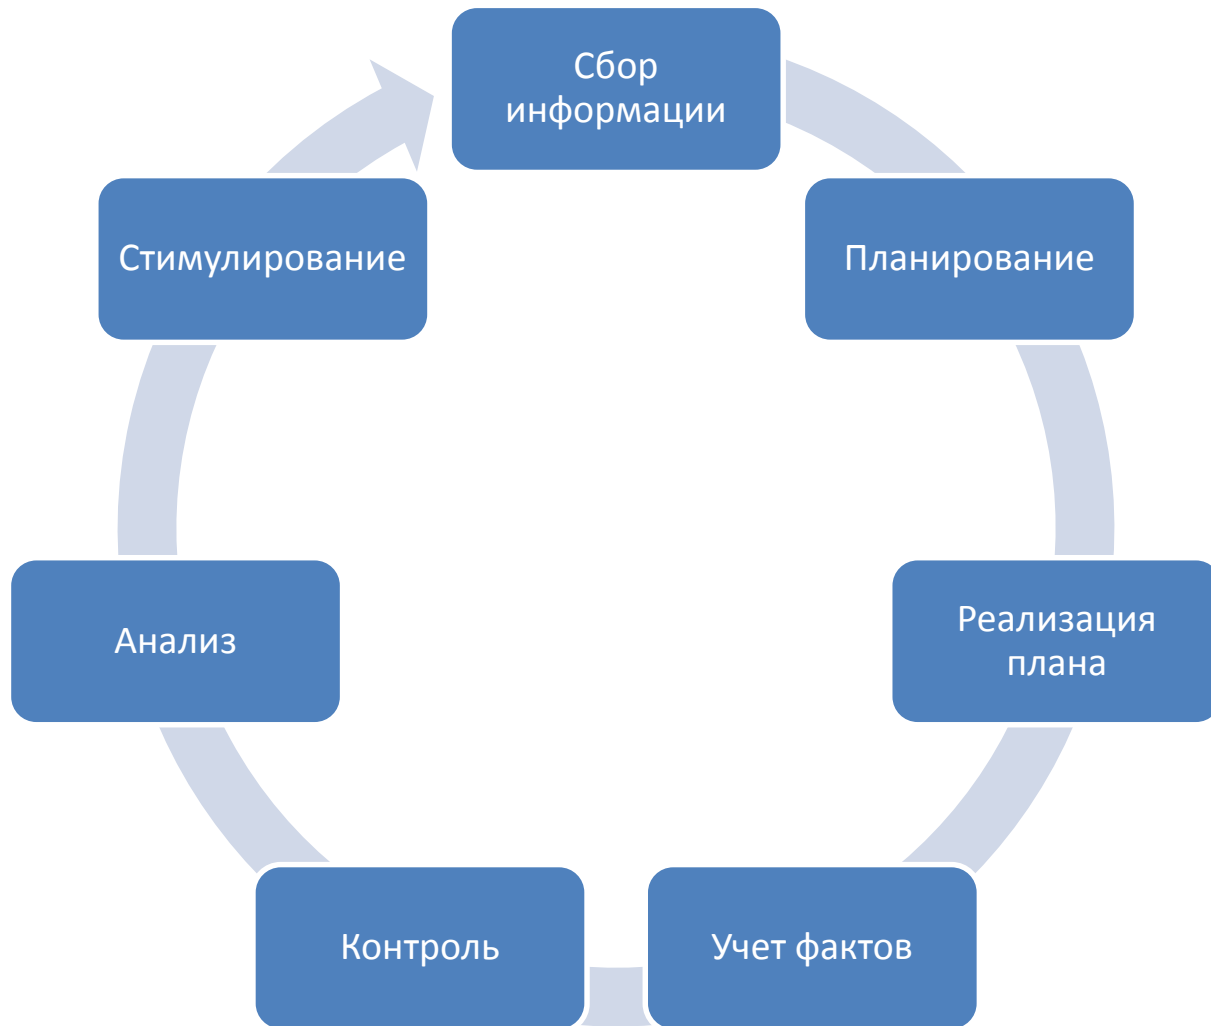 Сбор
информации
Стимулирование
Планирование
Анализ
Реализация
плана
Контроль
Учет фактов